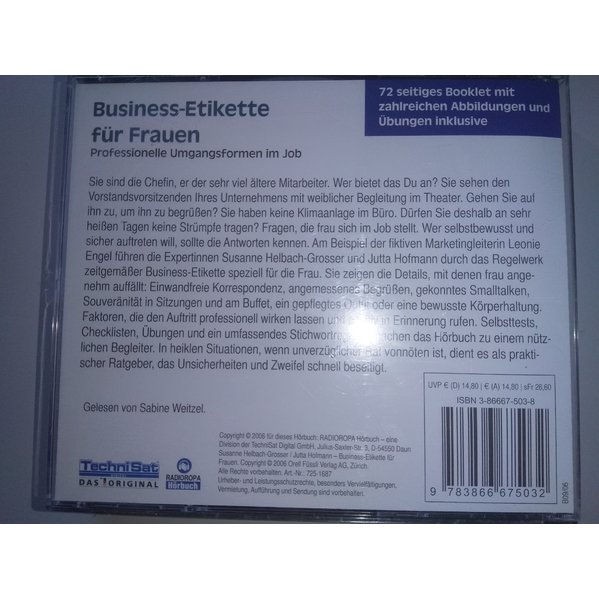 Business-Etikette
für Frauen
Professionelle Umgangsformen im Job
72 seitiges Booklet mit
zahlreichen Abbildungen und
Übungen inklusive
Sie sind die Chefin, er der sehr viel ältere Mitarbeiter. Wer bietet das Du an? Sie sehen den
Vorstandsvorsitzenden Ihres Unternehmens mit weiblicher Begleitung im Theater. Gehen Sie auf
ihn zu, um ihn zu begrüßen? Sie haben keine Klimaanlage im Büro. Dürfen Sie deshalb an sehr
heißen Tagen keine Strümpfe tragen? Fragen, die frau sich im Job stellt. Wer selbstbewusst und
sicher auftreten will, sollte die Antworten kennen. Am Beispiel der fiktiven Marketingleiterin Leonie
Engel führen die Expertinnen Susanne Helbach-Grosser und Jutta Hofmann durch das Regelwerk
zeitgemäßer Business-Etikette speziell für die Frau. Sie zeigen die Details, mit denen frau ange-
nehm auffällt: Einwandfreie Korrespondenz, angemessenes Begrüßen, gekonntes Smalltalken,
Souveränität in Sitzungen und am Buffet, ein gepflegtes Outfit oder eine bewusste Körperhaltung.
Faktoren, die den Auftritt professionell wirken lassen und in Erinnerung rufen. Selbsttests,
Checklisten, Übungen und ein umfassendes Stichwortregister machen das Hörbuch zu einem nütz-
lichen Begleiter. In heiklen Situationen, wenn unverzüglicher Rat vonnöten ist, dient es als prakti-
scher Ratgeber, das Unsicherheiten und Zweifel schnell beseitigt.
Gelesen von Sabine Weitzel.
UVP € (D) 14,80 | € (A) 14,80 | sFr 26,60
ISBN 3-86667-503-8
9 783866 675032
B09/06
TechniSat
DAS ORIGINAL
RADIOROPA
Hörbuch
Copyright © 2006 für dieses Hörbuch: RADIOROPA Hörbuch – eine
Division der TechniSat Digital GmbH, Julius-Saxler-Str. 3, D-54550 Daun
Susanne Helbach-Grosser / Jutta Hofmann – Business-Etikette für
Frauen. Copyright © 2006 Orell Füssli Verlag AG, Zürich.
Alle Rechte vorbehalten. Art.-Nr.: 725-1687
Urheber- und Leistungsschutzrechte, besonders Vervielfältigungen,
Vermietung, Aufführung und Sendung sind vorbehalten.